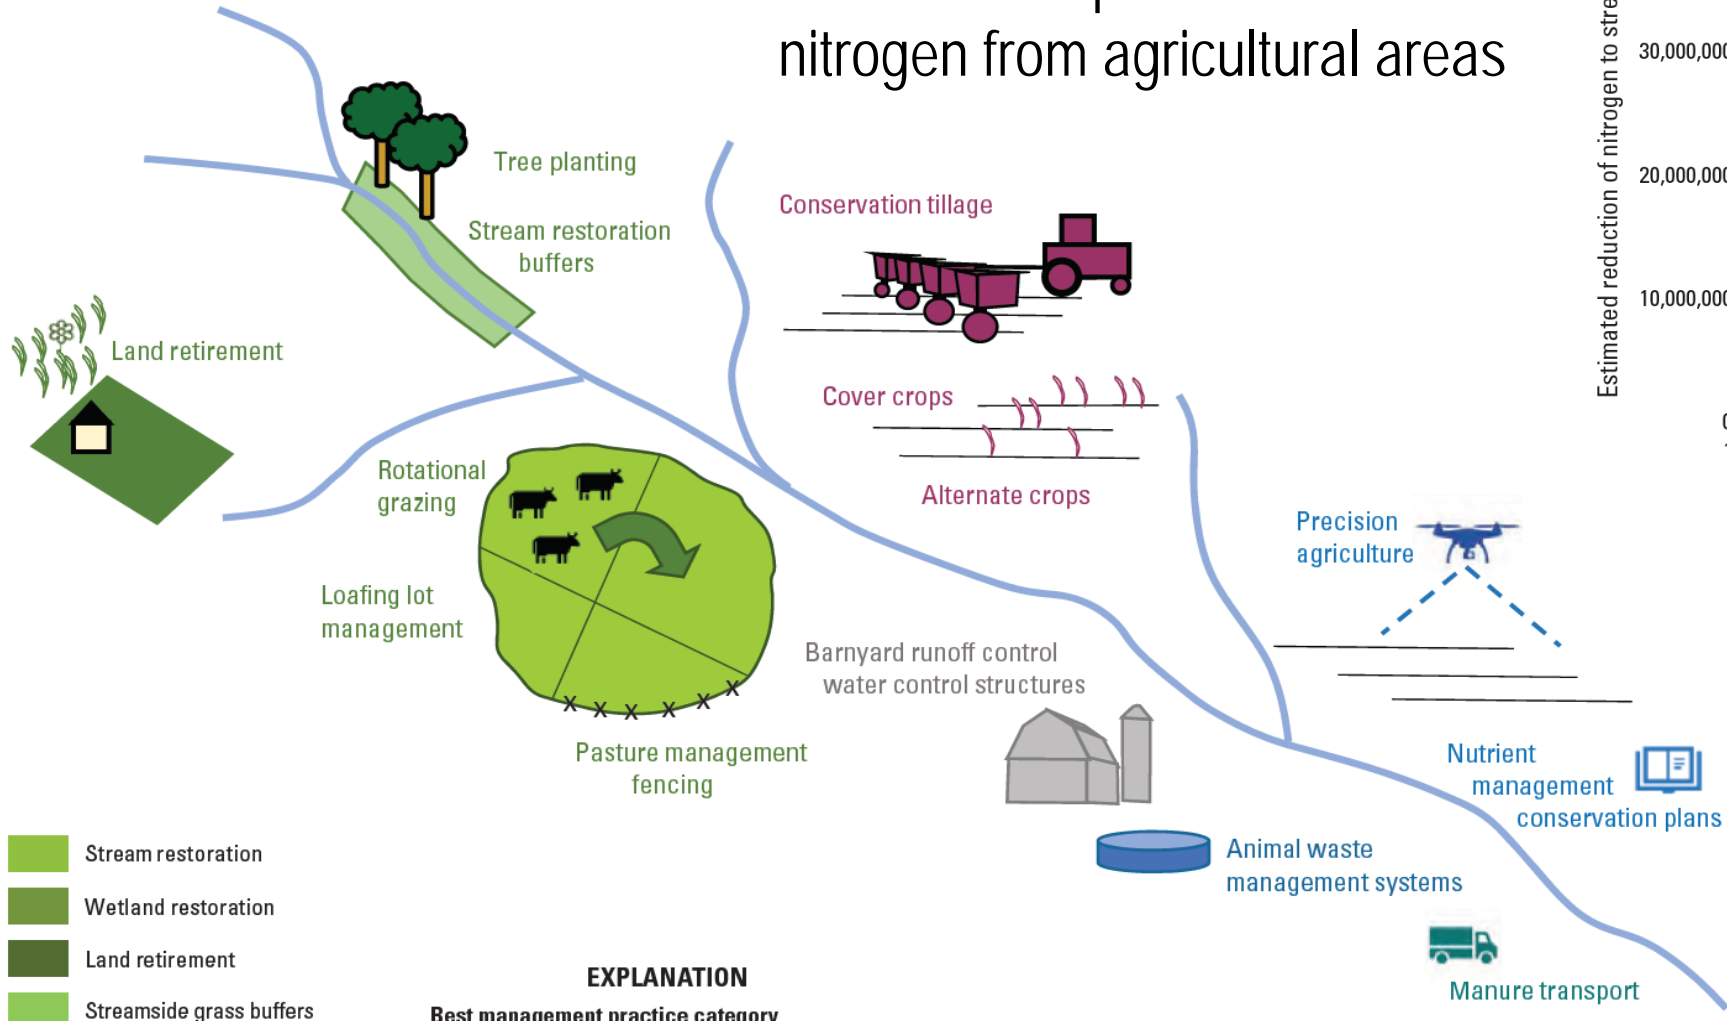 nitrogen from agricultural areas
Estimated reduction of nitrogen to
30,000,000
20,000,000
10,000,000
Tree planting
Stream restoration
buffers
Conservation tillage
Land retirement
Cover crops
Alternate crops
Rotational
grazing
Precision
agriculture
Loafing lot
management
Barnyard runoff control
water control structures
Pasture management
fencing
Nutrient
management
conservation plans
Animal waste
management systems
Manure transport
Stream restoration
Wetland restoration
Land retirement
Streamside grass buffers
EXPLANATION
Best management practice category